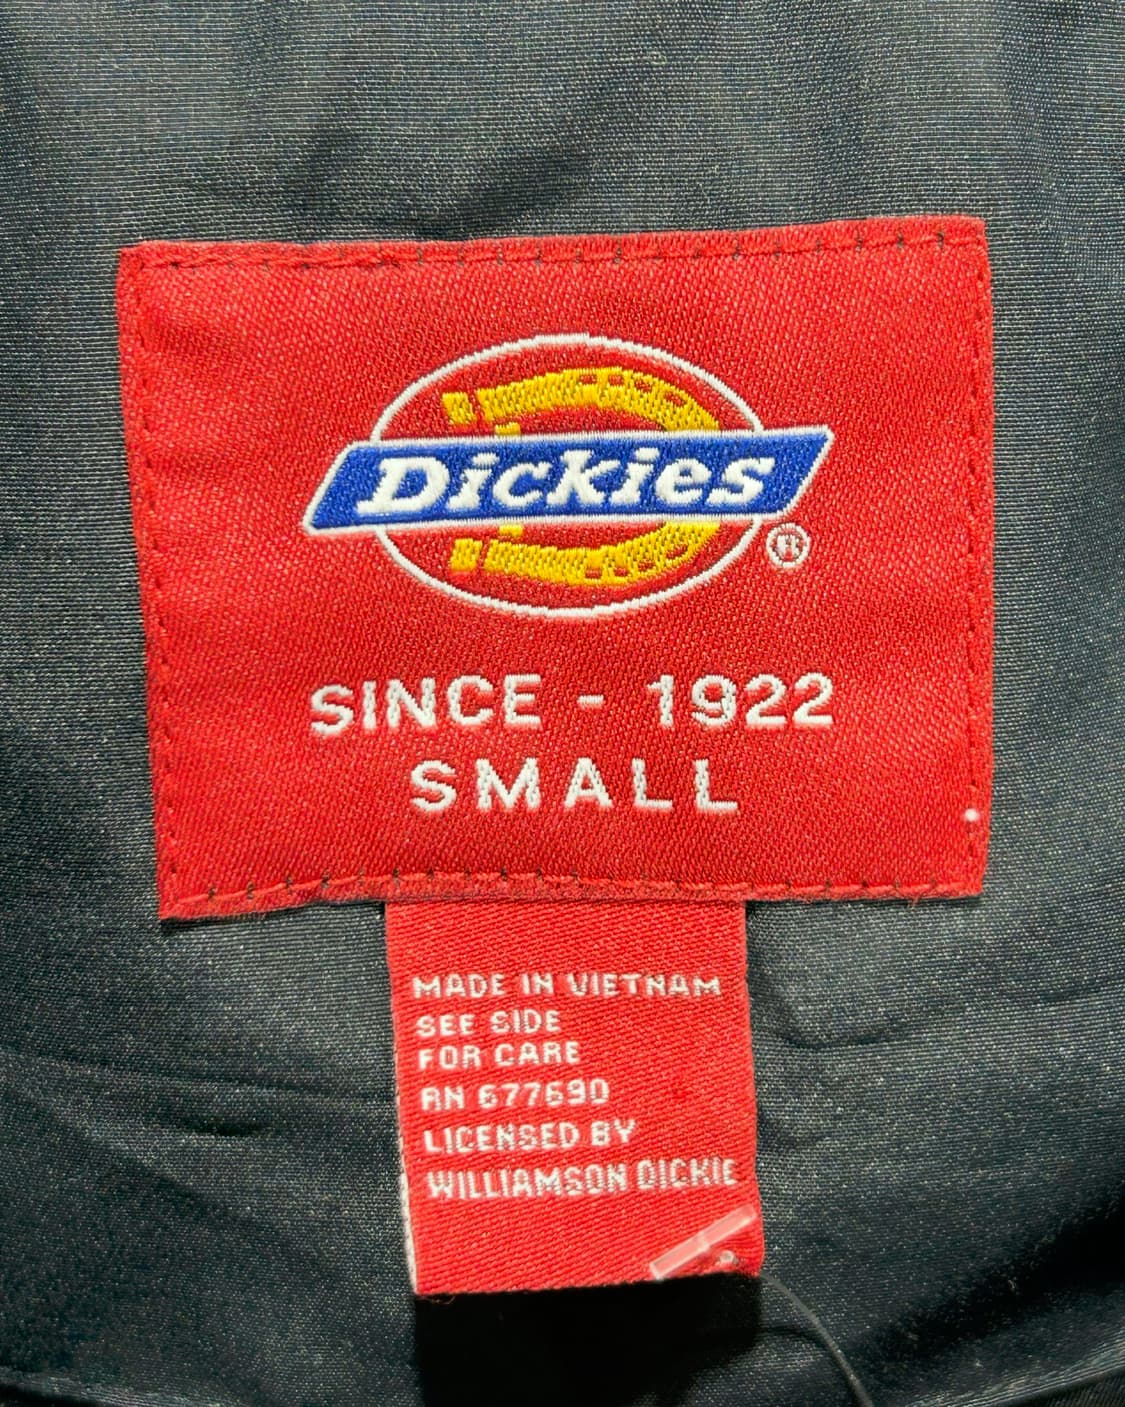 Dickies
®
SINCE - 1922
SMALL
MADE IN VIETNAM
SEE SIDE
FOR CARE
RN 677690
LICENSED BY
WILLIAMSON DICKIE